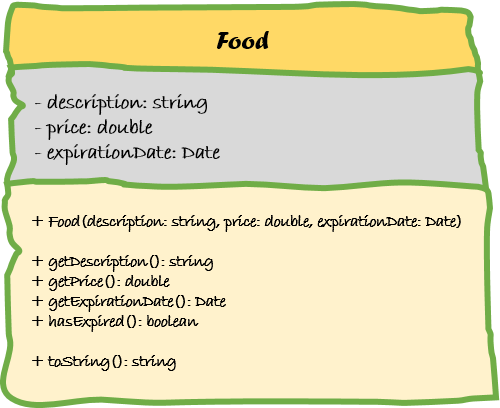 Food
- description: string
- price: double
- expirationDate: Date
+ Food(description: string, price: double, expirationDate: Date)
+ getDescription(): string
+ getPrice(): double
+ getExpirationDate(): Date
+ hasExpired(): boolean
+ toString(): string